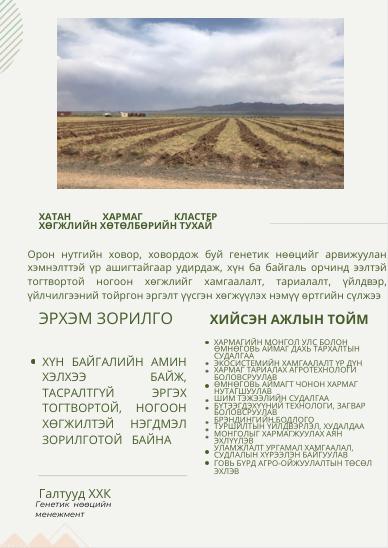 ХАТАН ХАРМАГ КЛАСТЕР
ХӨГЖЛИЙН ХӨТӨЛБӨРИЙН ТУХАЙ
Орон нутгийн ховор, ховордож буй генетик нөөцийг арвижуулан
хэмнэлттэй үр ашигтайгаар удирдаж, хүн ба байгаль орчинд ээлтэй
тогтвортой ногоон хөгжлийг хамгаалалт, тариалалт, үйлдвэр,
үйлчилгээний тойргон эргэлт үүсгэн хөгжүүлэх нэмүү өртгийн сүлжээ
ЭРХЭМ ЗОРИЛГО
• ХҮН БАЙГАЛИЙН АМИН
ХЭЛХЭЭ БАЙЖ,
ТАСРАЛТГҮЙ ЭРГЭХ
ТОГТВОРТОЙ, НОГООН
ХӨГЖИЛТЭЙ НЭГДМЭЛ
ЗОРИЛГОТОЙ БАЙНА
Галтууд ХХК
Генетик нөөцийн
менежмент
ХИЙСЭН АЖЛЫН ТОЙМ
• ХАРМАГИЙН МОНГОЛ УЛС БОЛОН
ӨМНӨГОВЬ АЙМАГ ДАХЬ ТАРХАЛТЫН
СУДАЛГАА
• ЭКОСИСТЕМИЙН ХАМГААЛАЛТ ҮР ДҮН
• ХАРМАГ ТАРИАЛАХ АГРОТЕХНОЛОГИ
БОЛОВСРУУЛАВ
• ӨМНӨГОВЬ АЙМАГТ ЧОНОН ХАРМАГ
НУТАГШУУЛАВ
• ШИМ ТЭЖЭЭЛИЙН СУДАЛГАА
• БҮТЭЭГДЭХҮҮНИЙ ТЕХНОЛОГИ, ЗАГВАР
БОЛОВСРУУЛАВ
• БРЭНДИНГИЙН БОДЛОГО
• ТУРШИЛТЫН ҮЙЛДВЭРЛЭЛ, ХУДАЛДАА
• МОНГОЛЫГ ХАРМАГЖУУЛАХ АЯН
ЭХЛҮҮЛЭВ
• УЛАМЖЛАЛТ УРГАМАЛ ХАМГААЛАЛ,
СУДЛАЛЫН ХҮРЭЭЛЭН БАЙГУУЛАВ
• ГОВЬ БҮРД АГРО-ОЙЖУУЛАЛТЫН ТӨСӨЛ
ЭХЛЭВ